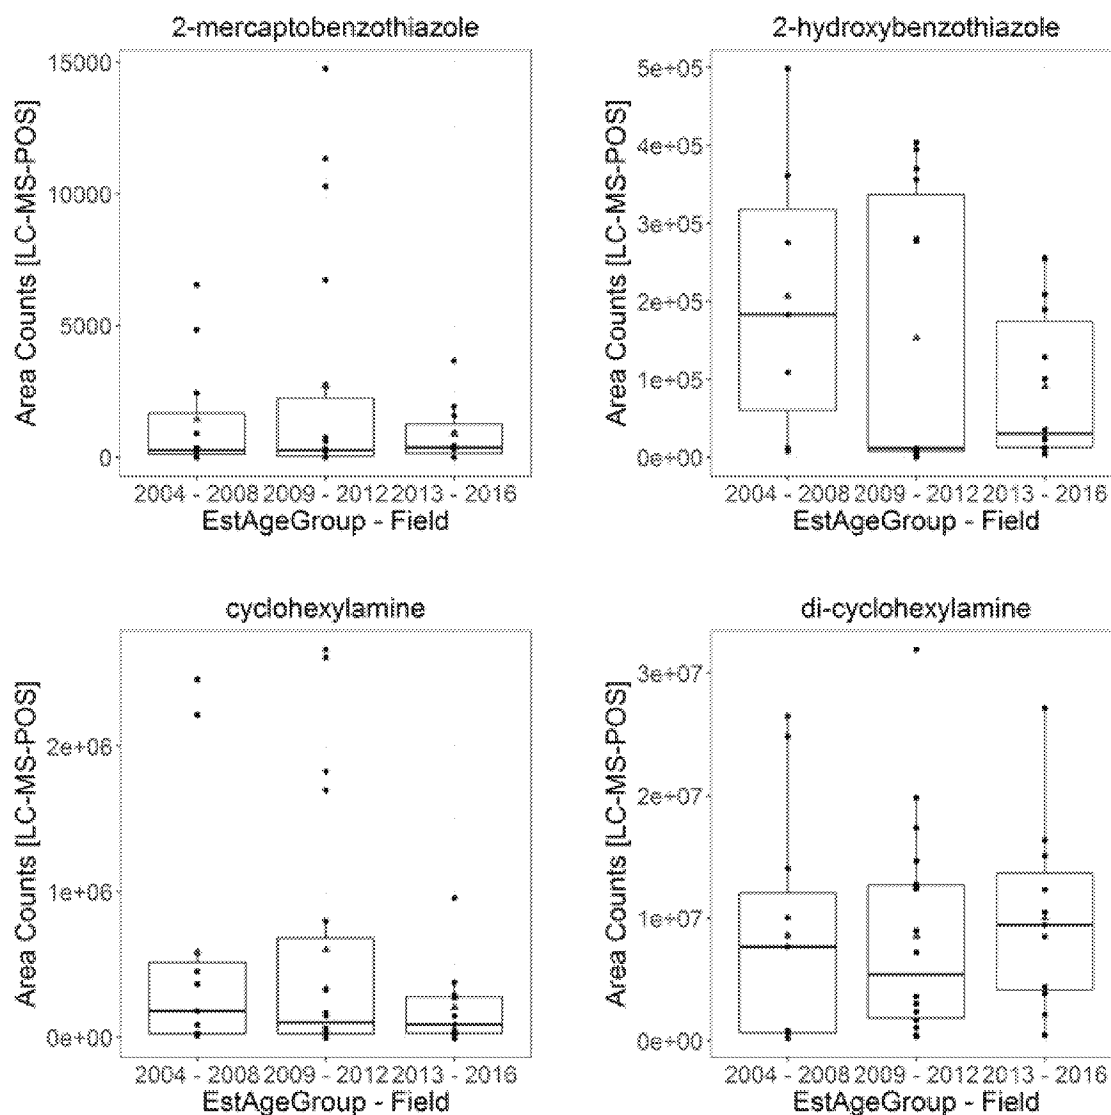 2-mercaptobenzothiazole
Area Counts [LC-MS-POS]
15000
10000
5000
0
2004 - 2008 2009 - 2012 2013 - 2016
EstAgeGroup - Field
2-hydroxybenzothiazole
Area Counts [LC-MS-POS]
5e+05
4e+05
3e+05
2e+05
1e+05
0e+00
2004 - 2008 2009 - 2012 2013 - 2016
EstAgeGroup - Field
cyclohexylamine
Area Counts [LC-MS-POS]
2e+06
1e+06
0e+00
2004 - 2008 2009 - 2012 2013 - 2016
EstAgeGroup - Field
di-cyclohexylamine
Area Counts [LC-MS-POS]
3e+07
2e+07
1e+07
0e+00
2004 - 2008 2009 - 2012 2013 - 2016
EstAgeGroup - Field